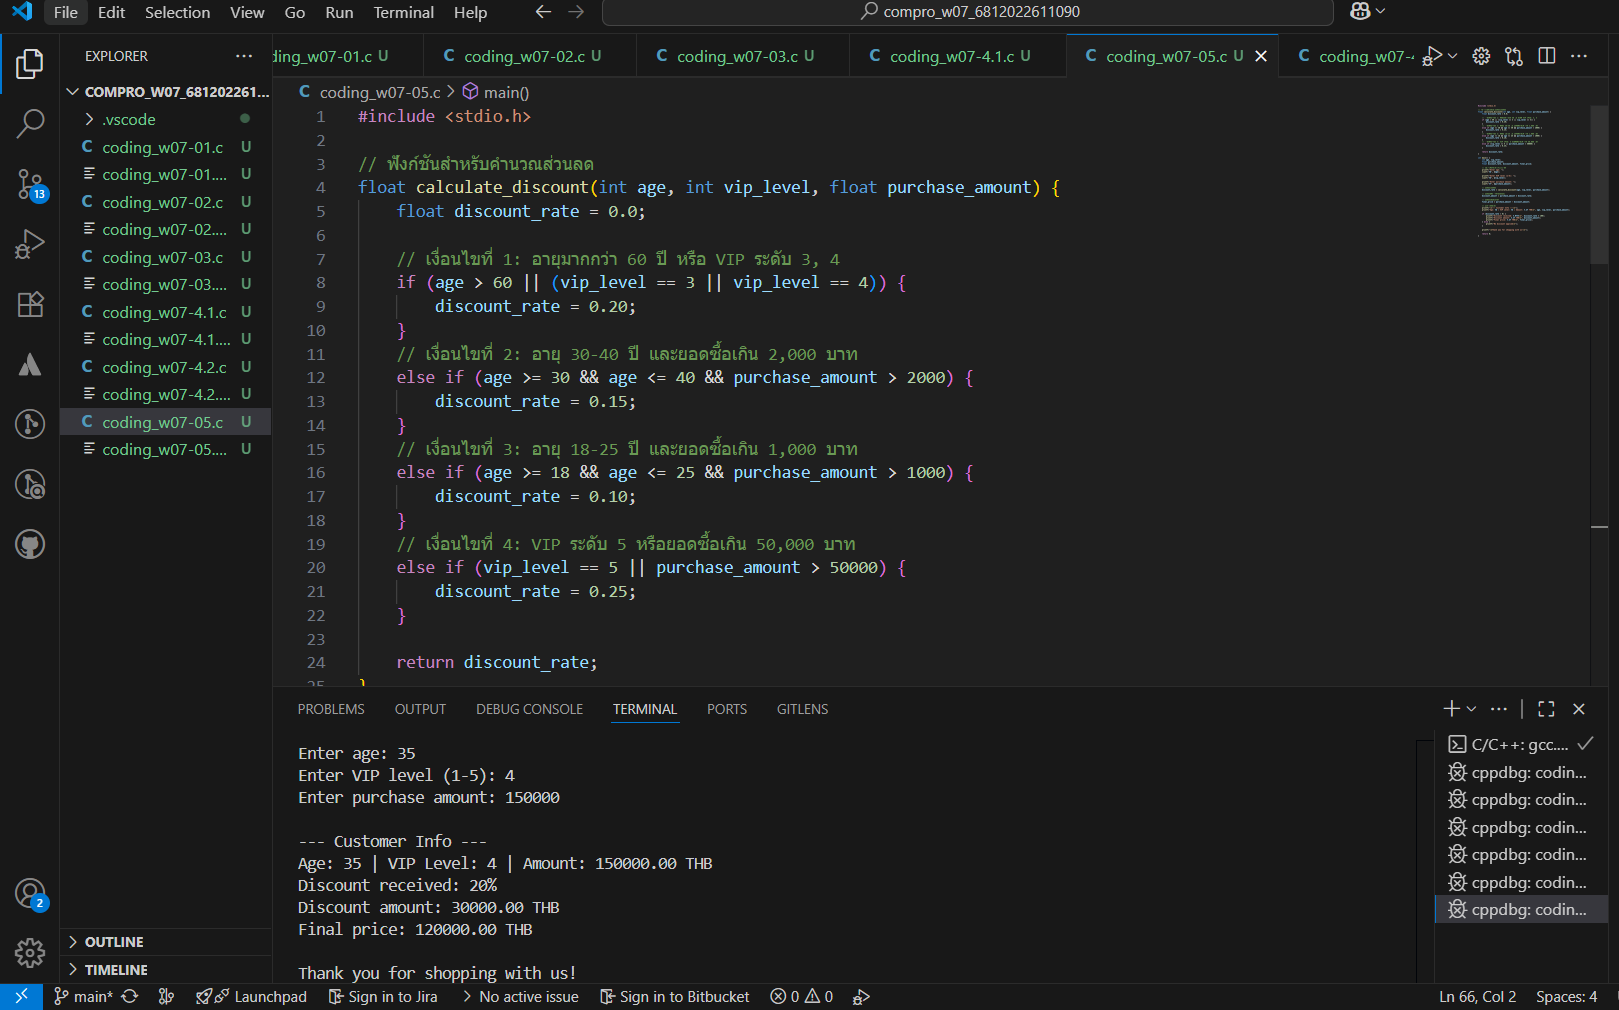 File Edit Selection View Go Run Terminal Help
compro_w07_6812022611090
EXPLORER
COMPRO_W07_681202261...
.vscode
coding_w07-01.c U
coding_w07-01.... U
coding_w07-02.c U
coding_w07-02.... U
coding_w07-03.c U
coding_w07-03.... U
coding_w07-4.1.c U
coding_w07-4.1.... U
coding_w07-4.2.c U
coding_w07-4.2.... U
coding_w07-05.c U
coding_w07-05.... U
OUTLINE
TIMELINE
13
2
ding_w07-01.c U
C coding_w07-02.c U
C coding_w07-03.c U
C coding_w07-4.1.c U
C coding_w07-05.c U
C coding_w07-4
C coding_w07-05.c > main()
1 #include <stdio.h>
2
3 // ฟังก์ชันสำหรับคำนวณส่วนลด
4 float calculate_discount(int age, int vip_level, float purchase_amount) {
5 float discount_rate = 0.0;
6
7 // เงื่อนไขที่ 1: อายุมากกว่า 60 ปี หรือ VIP ระดับ 3, 4
8 if (age > 60 || (vip_level == 3 || vip_level == 4)) {
9 discount_rate = 0.20;
10 }
11 // เงื่อนไขที่ 2: อายุ 30-40 ปี และยอดซื้อเกิน 2,000 บาท
12 else if (age >= 30 && age <= 40 && purchase_amount > 2000) {
13 discount_rate = 0.15;
14 }
15 // เงื่อนไขที่ 3: อายุ 18-25 ปี และยอดซื้อเกิน 1,000 บาท
16 else if (age >= 18 && age <= 25 && purchase_amount > 1000) {
17 discount_rate = 0.10;
18 }
19 // เงื่อนไขที่ 4: VIP ระดับ 5 หรือยอดซื้อเกิน 50,000 บาท
20 else if (vip_level == 5 || purchase_amount > 50000) {
21 discount_rate = 0.25;
22 }
23
24 return discount_rate;
25 }
PROBLEMS OUTPUT DEBUG CONSOLE TERMINAL PORTS GITLENS
Enter age: 35
Enter VIP level (1-5): 4
Enter purchase amount: 150000
--- Customer Info ---
Age: 35 | VIP Level: 4 | Amount: 150000.00 THB
Discount received: 20%
Discount amount: 30000.00 THB
Final price: 120000.00 THB
Thank you for shopping with us!
C/C++: gcc....
cppdbg: codin...
cppdbg: codin...
cppdbg: codin...
cppdbg: codin...
cppdbg: codin...
cppdbg: codin...
main* Launchpad Sign in to Jira > No active issue Sign in to Bitbucket 0 0 Ln 66, Col 2 Spaces: 4